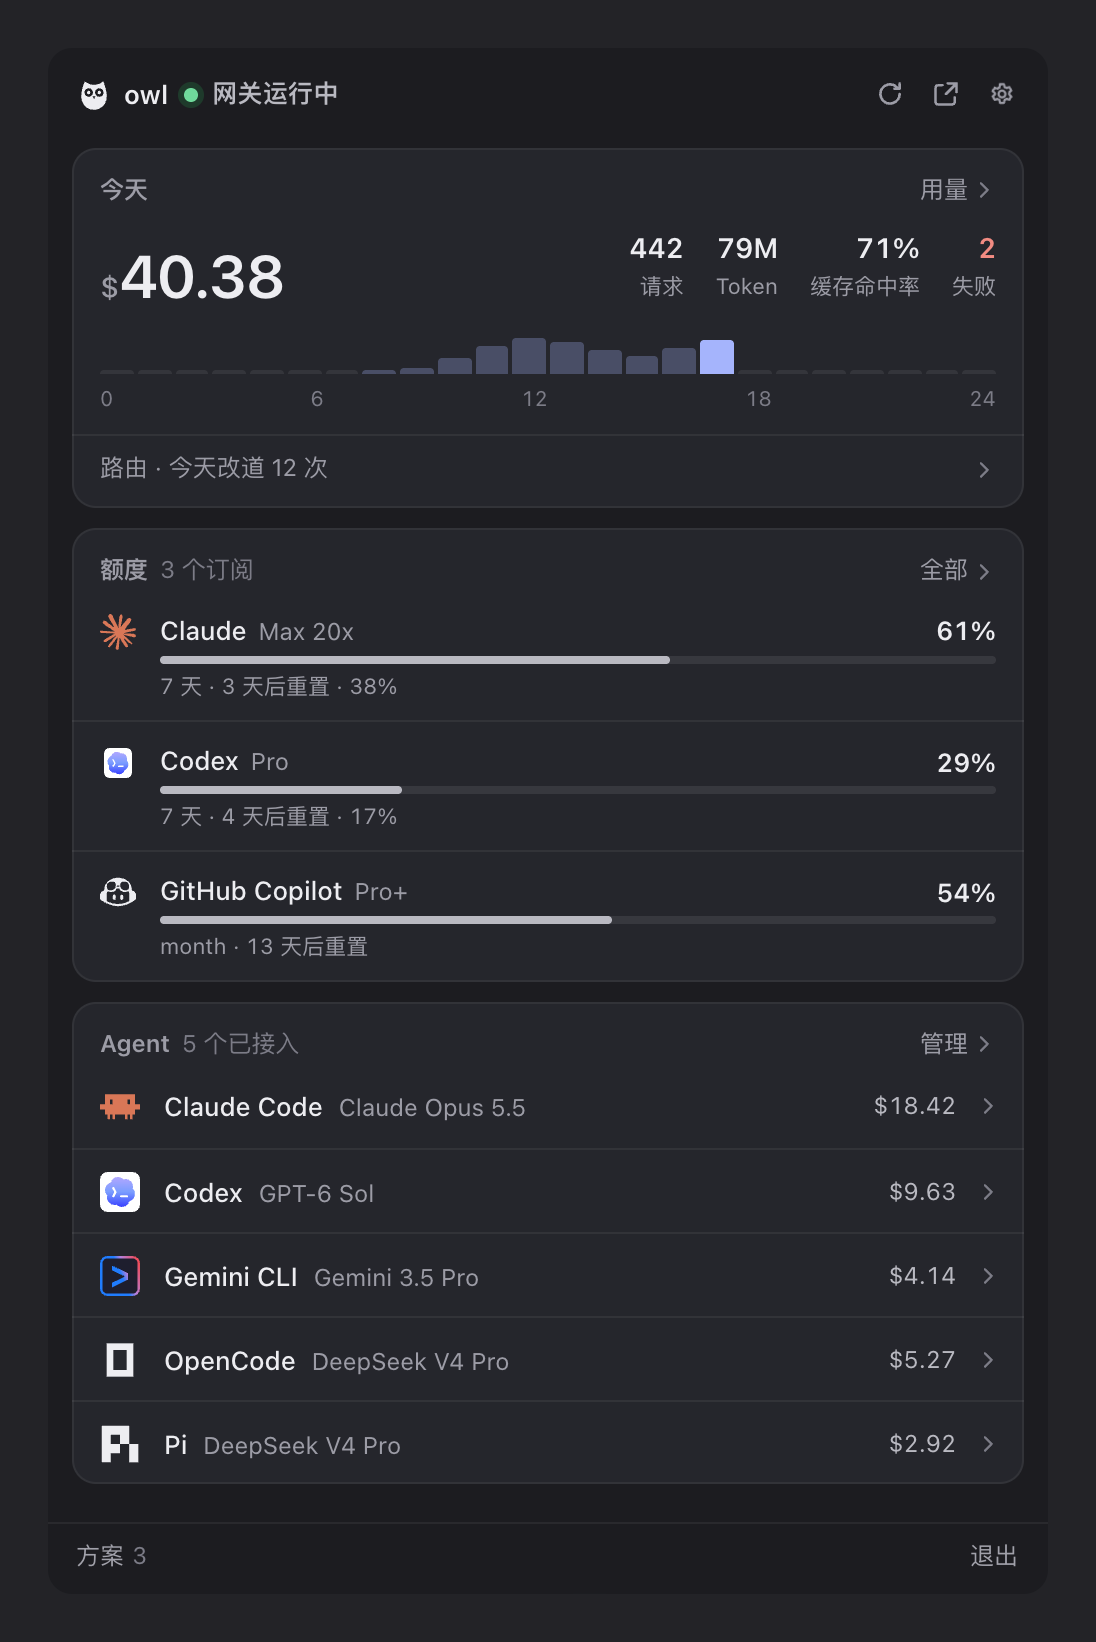 owl 网关运行中
今天 用量
$40.38
442 79M 71% 2
请求 Token 缓存命中率 失败
0 6 12 18 24
路由 · 今天改道 12 次
额度 3 个订阅 全部
Claude Max 20x 61%
7 天 · 3 天后重置 · 38%
Codex Pro 29%
7 天 · 4 天后重置 · 17%
GitHub Copilot Pro+ 54%
month · 13 天后重置
Agent 5 个已接入 管理
Claude Code Claude Opus 5.5 $18.42
Codex GPT-6 Sol $9.63
Gemini CLI Gemini 3.5 Pro $4.14
OpenCode DeepSeek V4 Pro $5.27
Pi DeepSeek V4 Pro $2.92
方案 3 退出